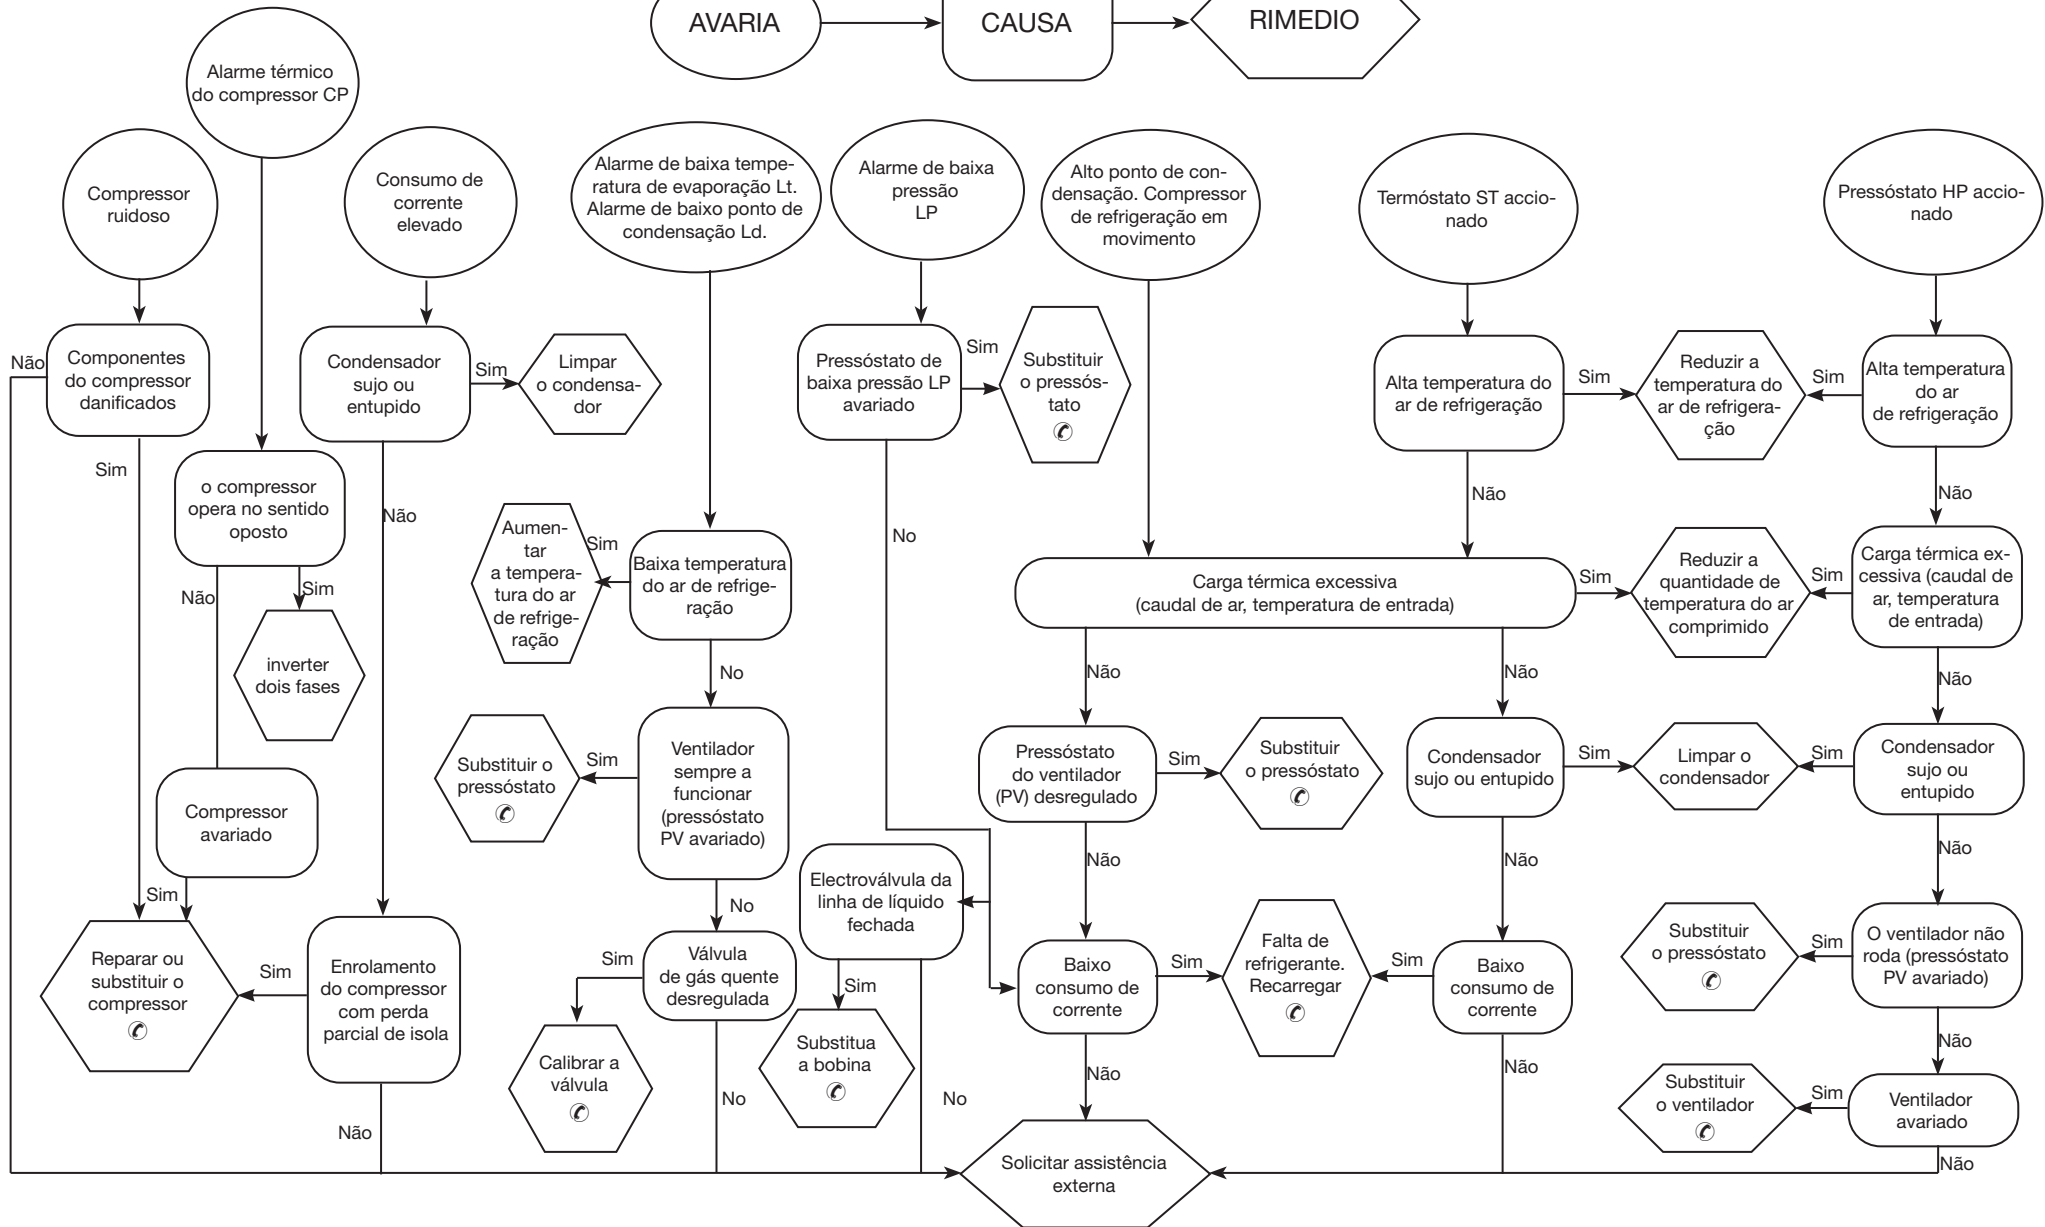 AVARIA
CAUSA
RIMEDIO
Alarme térmico
do compressor CP
Compressor
ruidoso
Consumo de
corrente
elevado
Alarme de baixa tempe-
ratura de evaporação Lt.
Alarme de baixo ponto de
condensação Ld.
Alarme de baixa
pressão
LP
Alto ponto de con-
densação. Compressor
de refrigeração em
movimento
Termóstato ST accio-
nado
Pressóstato HP accio-
nado
Não
Componentes
do compressor
danificados
Sim
Condensador
sujo ou
entupido
Sim
Limpar
o condensa-
dor
Não
Pressóstato de
baixa pressão LP
avariado
Sim
Substituir
o pressós-
tato
No
Alta temperatura do
ar de refrigeração
Sim
Reduzir a
temperatura do
ar de refrigera-
ção
Sim
Alta temperatura
do ar
de refrigeração
Não
Não
o compressor
opera no sentido
oposto
Não
Sim
inverter
dois fases
Aumen-
tar
a tempera-
tura do ar
de refrige-
ração
Sim
Baixa temperatura
do ar de refrige-
ração
No
Carga térmica excessiva
(caudal de ar, temperatura de entrada)
Sim
Reduzir a
quantidade de
temperatura do ar
comprimido
Sim
Carga térmica ex-
cessiva (caudal de
ar, temperatura
de entrada)
Não
Não
Não
Substituir o
pressóstato
Sim
Ventilador
sempre a
funcionar
(pressóstato
PV avariado)
No
Pressóstato
do ventilador
(PV) desregulado
Sim
Substituir
o pressóstato
Não
Condensador
sujo ou entupido
Sim
Limpar o
condensador
Sim
Condensador
sujo ou
entupido
Não
Não
Compressor
avariado
Sim
Electroválvula da
linha de líquido
fechada
Sim
Substitua
a bobina
No
Reparar ou
substituir o
compressor
Sim
Enrolamento
do compressor
com perda
parcial de isola
Não
Sim
Válvula
de gás quente
desregulada
Calibrar a
válvula
No
Baixo
consumo de
corrente
Sim
Falta de
refrigerante.
Recarregar
Sim
Baixo
consumo de
corrente
Não
Não
Substituir
o pressóstato
Sim
O ventilador não
roda (pressóstato
PV avariado)
Não
Substituir
o ventilador
Sim
Ventilador
avariado
Não
Solicitar assistência
externa